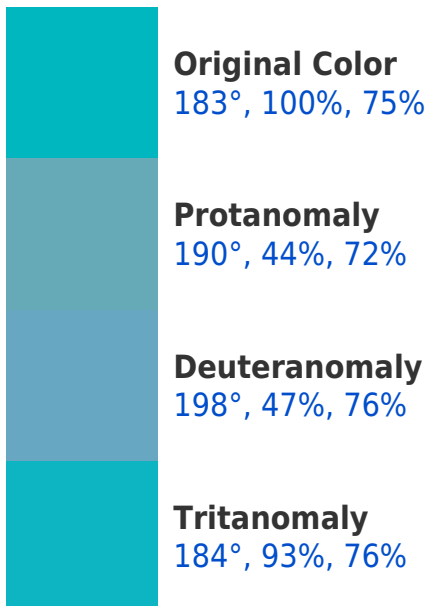 Original Color
183°, 100%, 75%
Protanomaly
190°, 44%, 72%
Deuteranomaly
198°, 47%, 76%
Tritanomaly
184°, 93%, 76%